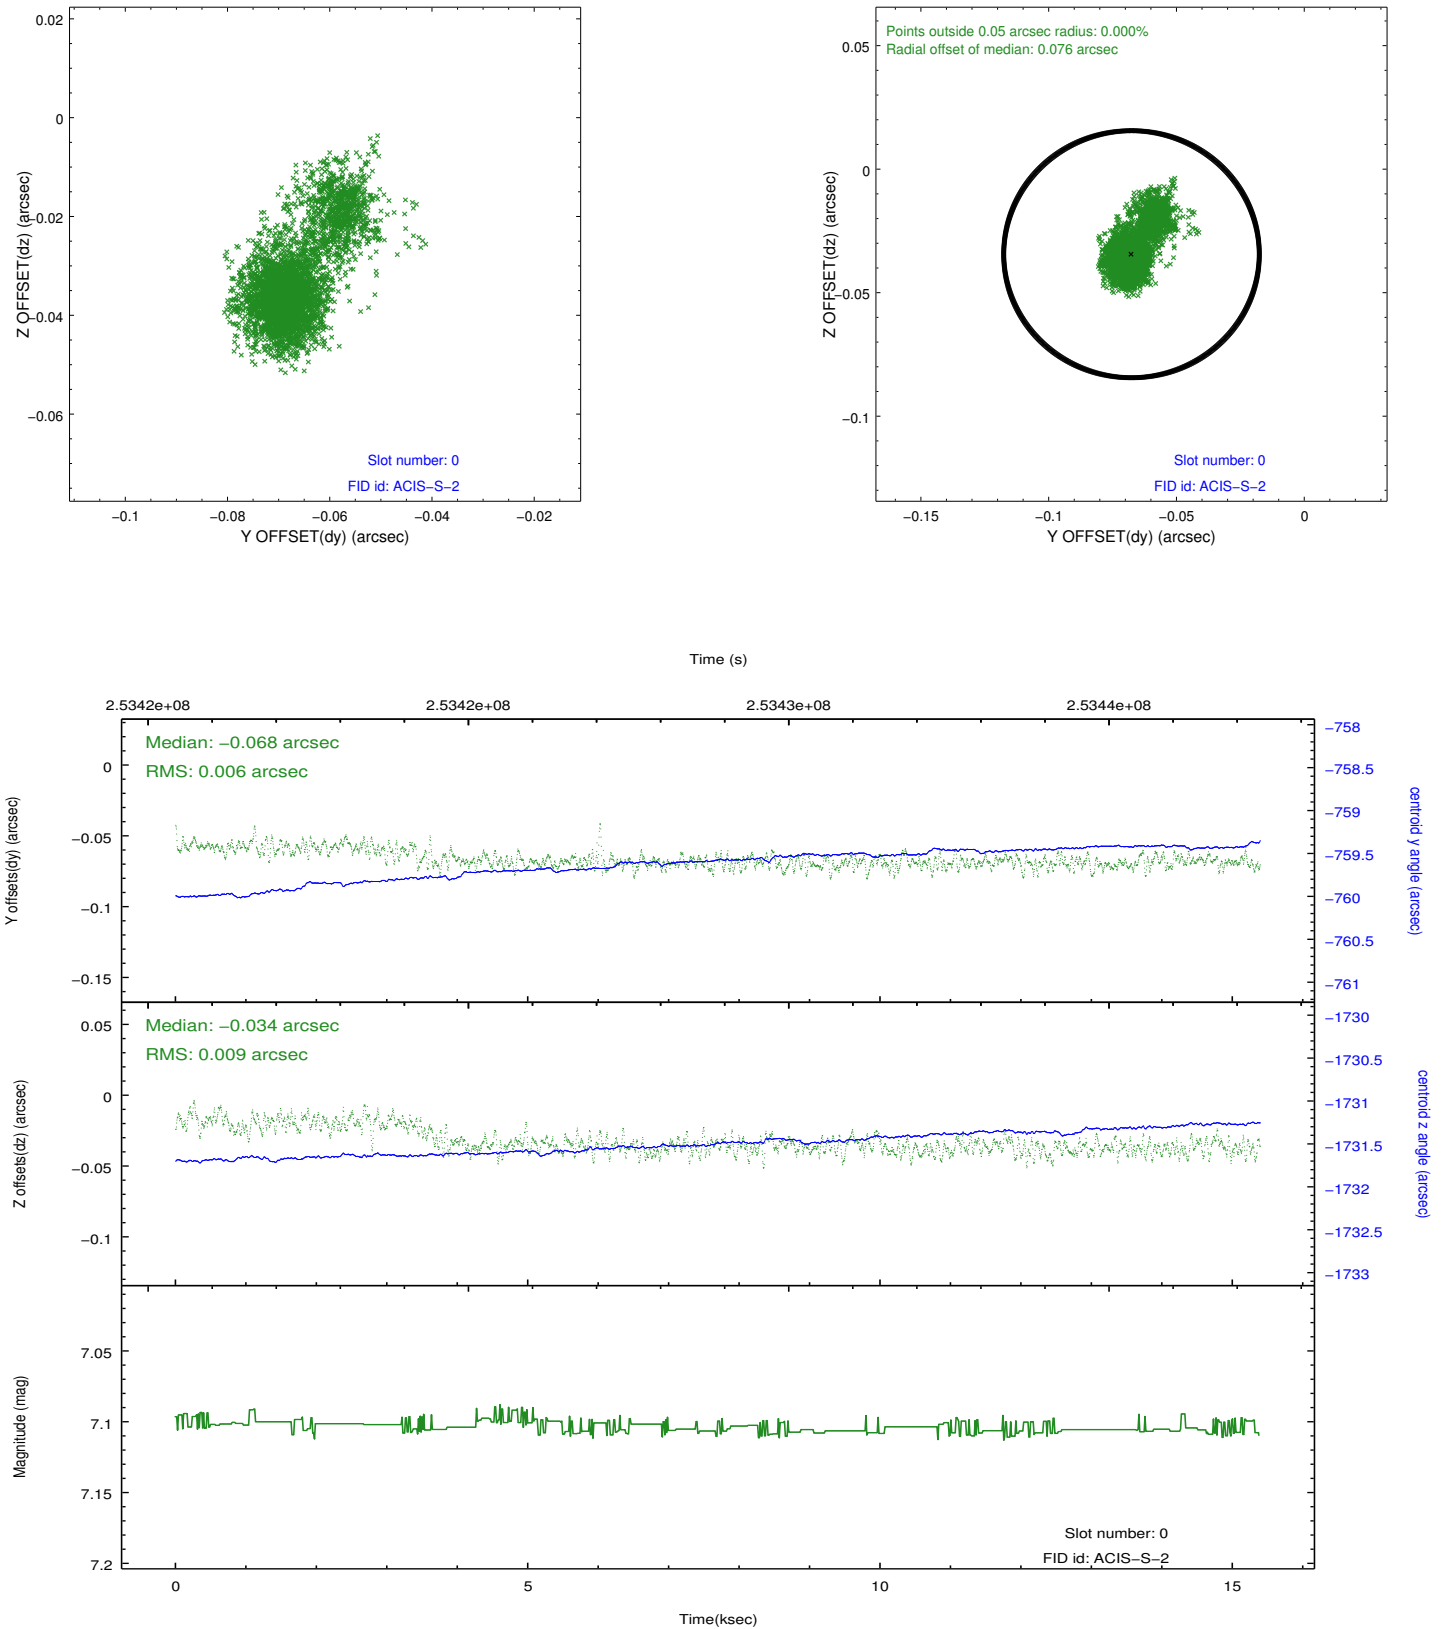 0.02
0
−0.02
−0.04
−0.06
Z OFFSET(dz) (arcsec)
Slot number: 0
FID id: ACIS−S−2
−0.1
−0.08
−0.06
−0.04
−0.02
Y OFFSET(dy) (arcsec)
Points outside 0.05 arcsec radius: 0.000%
Radial offset of median: 0.076 arcsec
0.05
0
−0.05
−0.1
Z OFFSET(dz) (arcsec)
Slot number: 0
FID id: ACIS−S−2
−0.15
−0.1
−0.05
0
Y OFFSET(dy) (arcsec)
Time (s)
2.5342e+08
2.5342e+08
2.5343e+08
2.5344e+08
Median: −0.068 arcsec
RMS: 0.006 arcsec
0
−0.05
−0.1
−0.15
Y offsets(dy) (arcsec)
−758
−758.5
−759
−759.5
−760
−760.5
−761
centroid y angle (arcsec)
Median: −0.034 arcsec
RMS: 0.009 arcsec
0.05
0
−0.05
−0.1
Z offsets(dz) (arcsec)
−1730
−1730.5
−1731
−1731.5
−1732
−1732.5
−1733
centroid z angle (arcsec)
7.05
7.1
7.15
7.2
Magnitude (mag)
Slot number: 0
FID id: ACIS−S−2
0
5
10
15
Time(ksec)